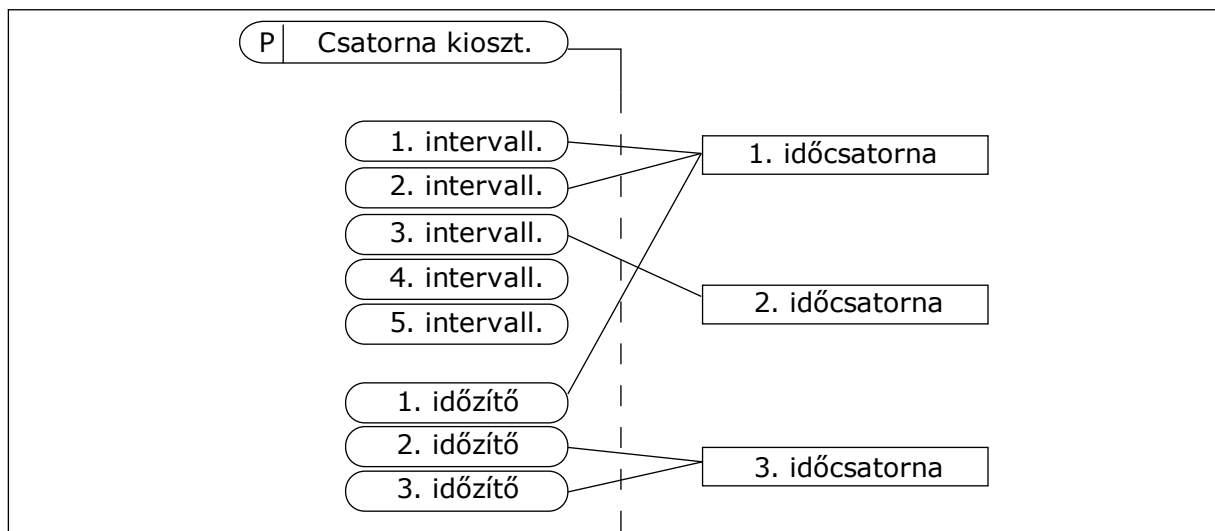 P Csatorna kioszt.
1. intervall.
2. intervall.
3. intervall.
4. intervall.
5. intervall.
1. időzítő
2. időzítő
3. időzítő
1. időcsatorna
2. időcsatorna
3. időcsatorna